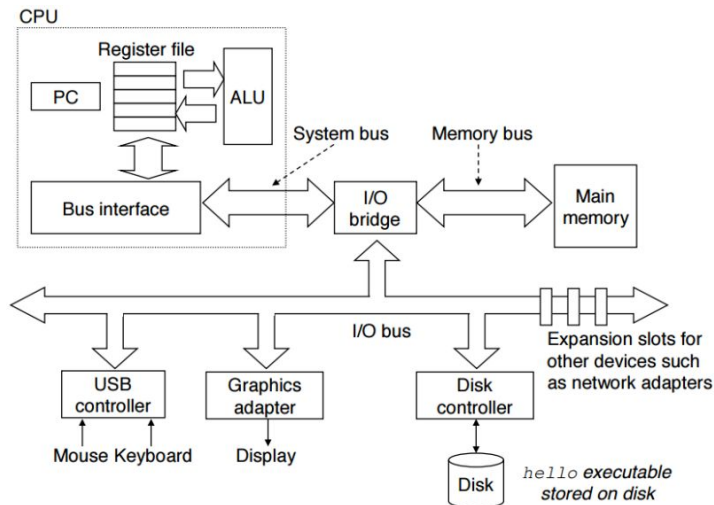 CPU
Register file
PC
ALU
System bus
Memory bus
Bus interface
I/O
bridge
Main
memory
I/O bus
Expansion slots for
other devices such
as network adapters
USB
controller
Graphics
adapter
Disk
controller
Mouse Keyboard
Display
Disk
hello executable
stored on disk